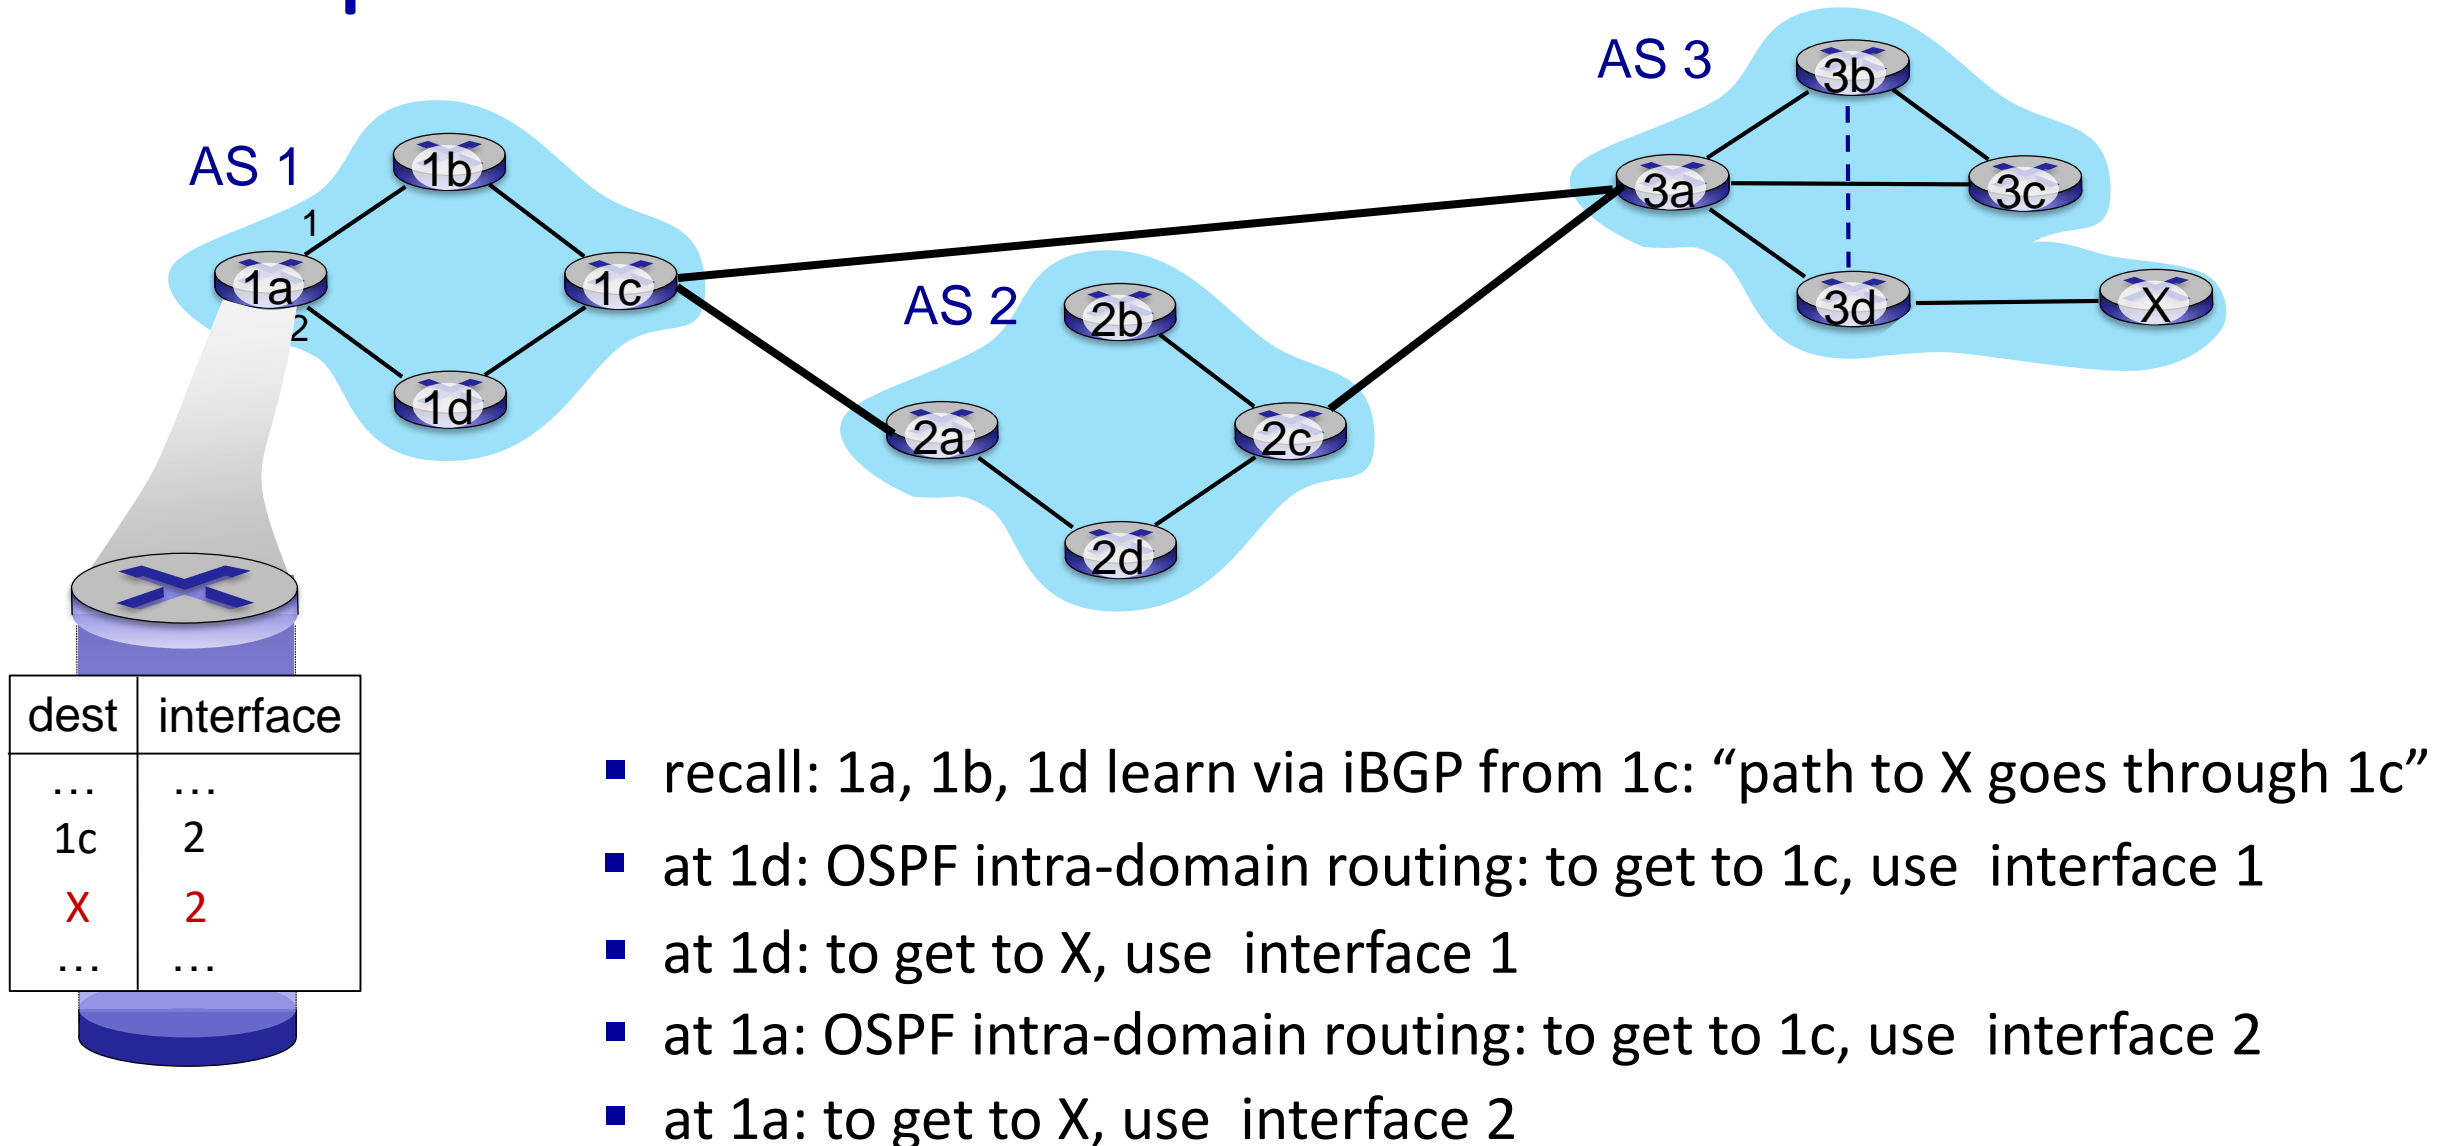 AS 3
3b
AS 1
1b
3a
3c
1
1a
1c
AS 2
2b
3d
X
2
1d
2a
2c
2d
dest interface
... ...
1c 2
X 2
... ...
▪ recall: 1a, 1b, 1d learn via iBGP from 1c: “path to X goes through 1c”
▪ at 1d: OSPF intra-domain routing: to get to 1c, use interface 1
▪ at 1d: to get to X, use interface 1
▪ at 1a: OSPF intra-domain routing: to get to 1c, use interface 2
▪ at 1a: to get to X, use interface 2